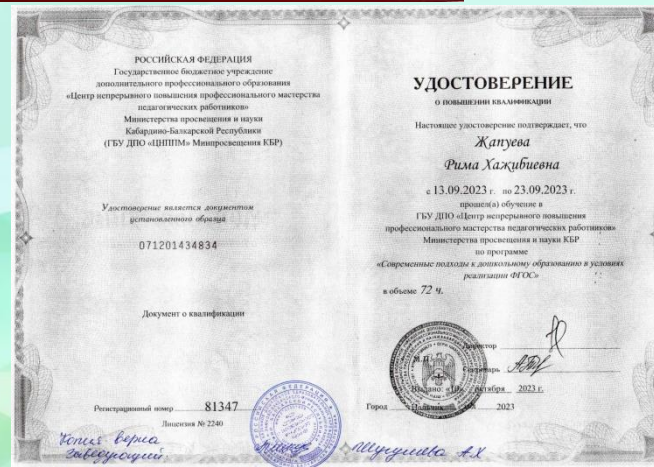 РОССИЙСКАЯ ФЕДЕРАЦИЯ
Государственное бюджетное учреждение
дополнительного профессионального образования
«Центр непрерывного повышения профессионального мастерства
педагогических работников»
Министерства просвещения и науки
Кабардино-Балкарской Республики
(ГБУ ДПО «ЦНППМ» Минпросвещения КБР)
Удостоверение является документом
установленного образца
071201434834
Документ о квалификации
Регистрационный номер 81347
Лицензия № 2240
Копия верна
заведующий:
УДОСТОВЕРЕНИЕ
О ПОВЫШЕНИИ КВАЛИФИКАЦИИ
Настоящее удостоверение подтверждает, что
Жапуева
Рима Хажибиевна
с 13.09.2023 г. по 23.09.2023 г.
прошел(а) обучение в
ГБУ ДПО «Центр непрерывного повышения
профессионального мастерства педагогических работников»
Министерства просвещения и науки КБР
по программе
«Современные подходы к дошкольному образованию в условиях
реализации ФГОС»
в объеме 72 ч.
Директор
М.П.
Секретарь
Выдано: октября 2023 г.
Город Нальчик 2023